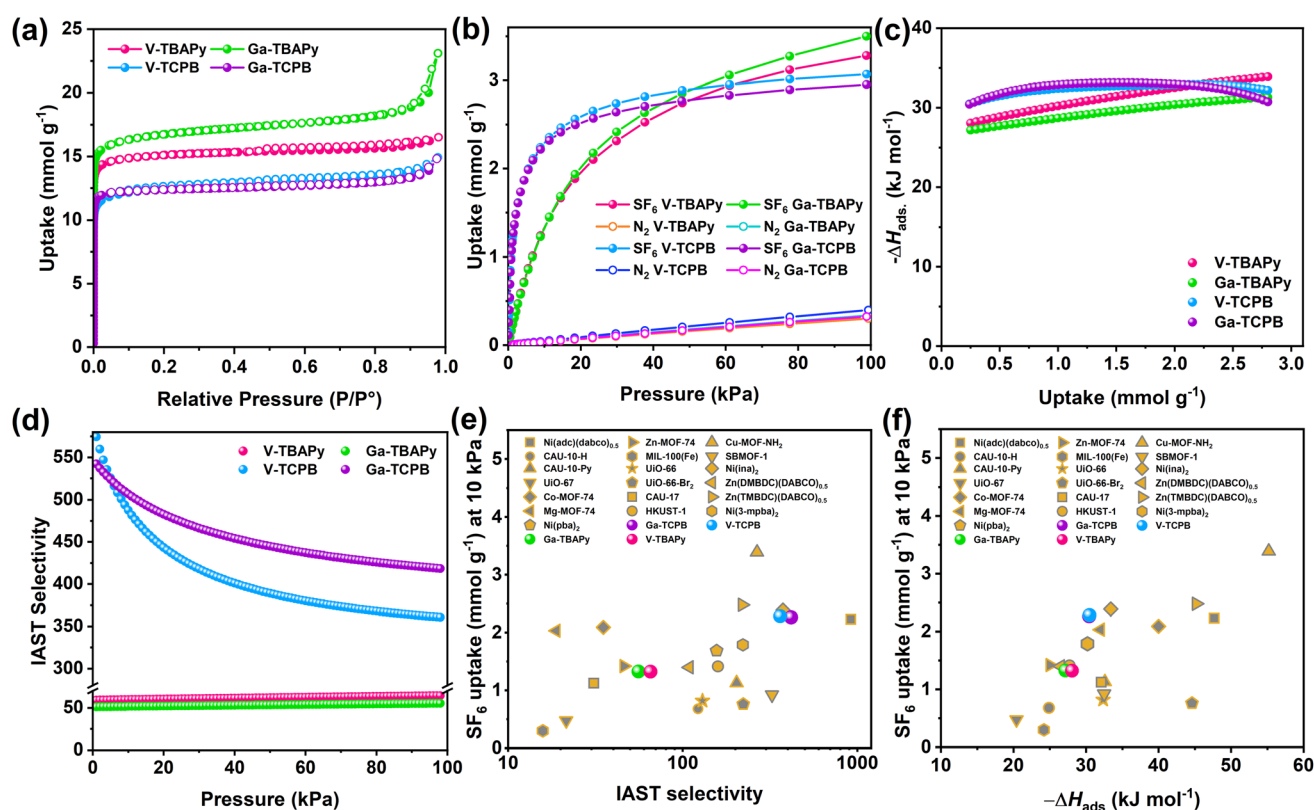 (a)
V-TBAPy Ga-TBAPy
V-TCPB Ga-TCPB
Uptake (mmol g⁻¹)
25
20
15
10
5
0
0.0 0.2 0.4 0.6 0.8 1.0
Relative Pressure (P/P°)
(b)
Uptake (mmol g⁻¹)
3
2
1
0
SF₆ V-TBAPy SF₆ Ga-TBAPy
N₂ V-TBAPy N₂ Ga-TBAPy
SF₆ V-TCPB SF₆ Ga-TCPB
N₂ V-TCPB N₂ Ga-TCPB
0 10 20 30 40 50 60 70 80 90 100
Pressure (kPa)
(c)
-ΔHads. (kJ mol⁻¹)
40
30
20
10
0
V-TBAPy
Ga-TBAPy
V-TCPB
Ga-TCPB
0.0 0.5 1.0 1.5 2.0 2.5 3.0
Uptake (mmol g⁻¹)
(d)
IAST Selectivity
550
500
450
400
350
300
50
V-TBAPy Ga-TBAPy
V-TCPB Ga-TCPB
0 20 40 60 80 100
Pressure (kPa)
(e)
SF₆ uptake (mmol g⁻¹) at 10 kPa
5
4
3
2
1
0
Ni(adc)(dabco)₀.₅ Zn-MOF-74 Cu-MOF-NH₂
CAU-10-H MIL-100(Fe) SBMOF-1
CAU-10-Py UiO-66 Ni(ina)₂
UiO-67 UiO-66-Br₂ Zn(DMBDC)(DABCO)₀.₅
Co-MOF-74 CAU-17 Zn(TMBDC)(DABCO)₀.₅
Mg-MOF-74 HKUST-1 Ni(3-mpba)₂
Ni(pba)₂ Ga-TCPB V-TCPB
Ga-TBAPy V-TBAPy
10 100 1000
IAST selectivity
(f)
SF₆ uptake (mmol g⁻¹) at 10 kPa
5
4
3
2
1
0
Ni(adc)(dabco)₀.₅ Zn-MOF-74 Cu-MOF-NH₂
CAU-10-H MIL-100(Fe) SBMOF-1
CAU-10-Py UiO-66 Ni(ina)₂
UiO-67 UiO-66-Br₂ Zn(DMBDC)(DABCO)₀.₅
Co-MOF-74 CAU-17 Zn(TMBDC)(DABCO)₀.₅
Mg-MOF-74 HKUST-1 Ni(3-mpba)₂
Ni(pba)₂ Ga-TCPB V-TCPB
Ga-TBAPy V-TBAPy
10 20 30 40 50 60
−ΔHads (kJ mol⁻¹)